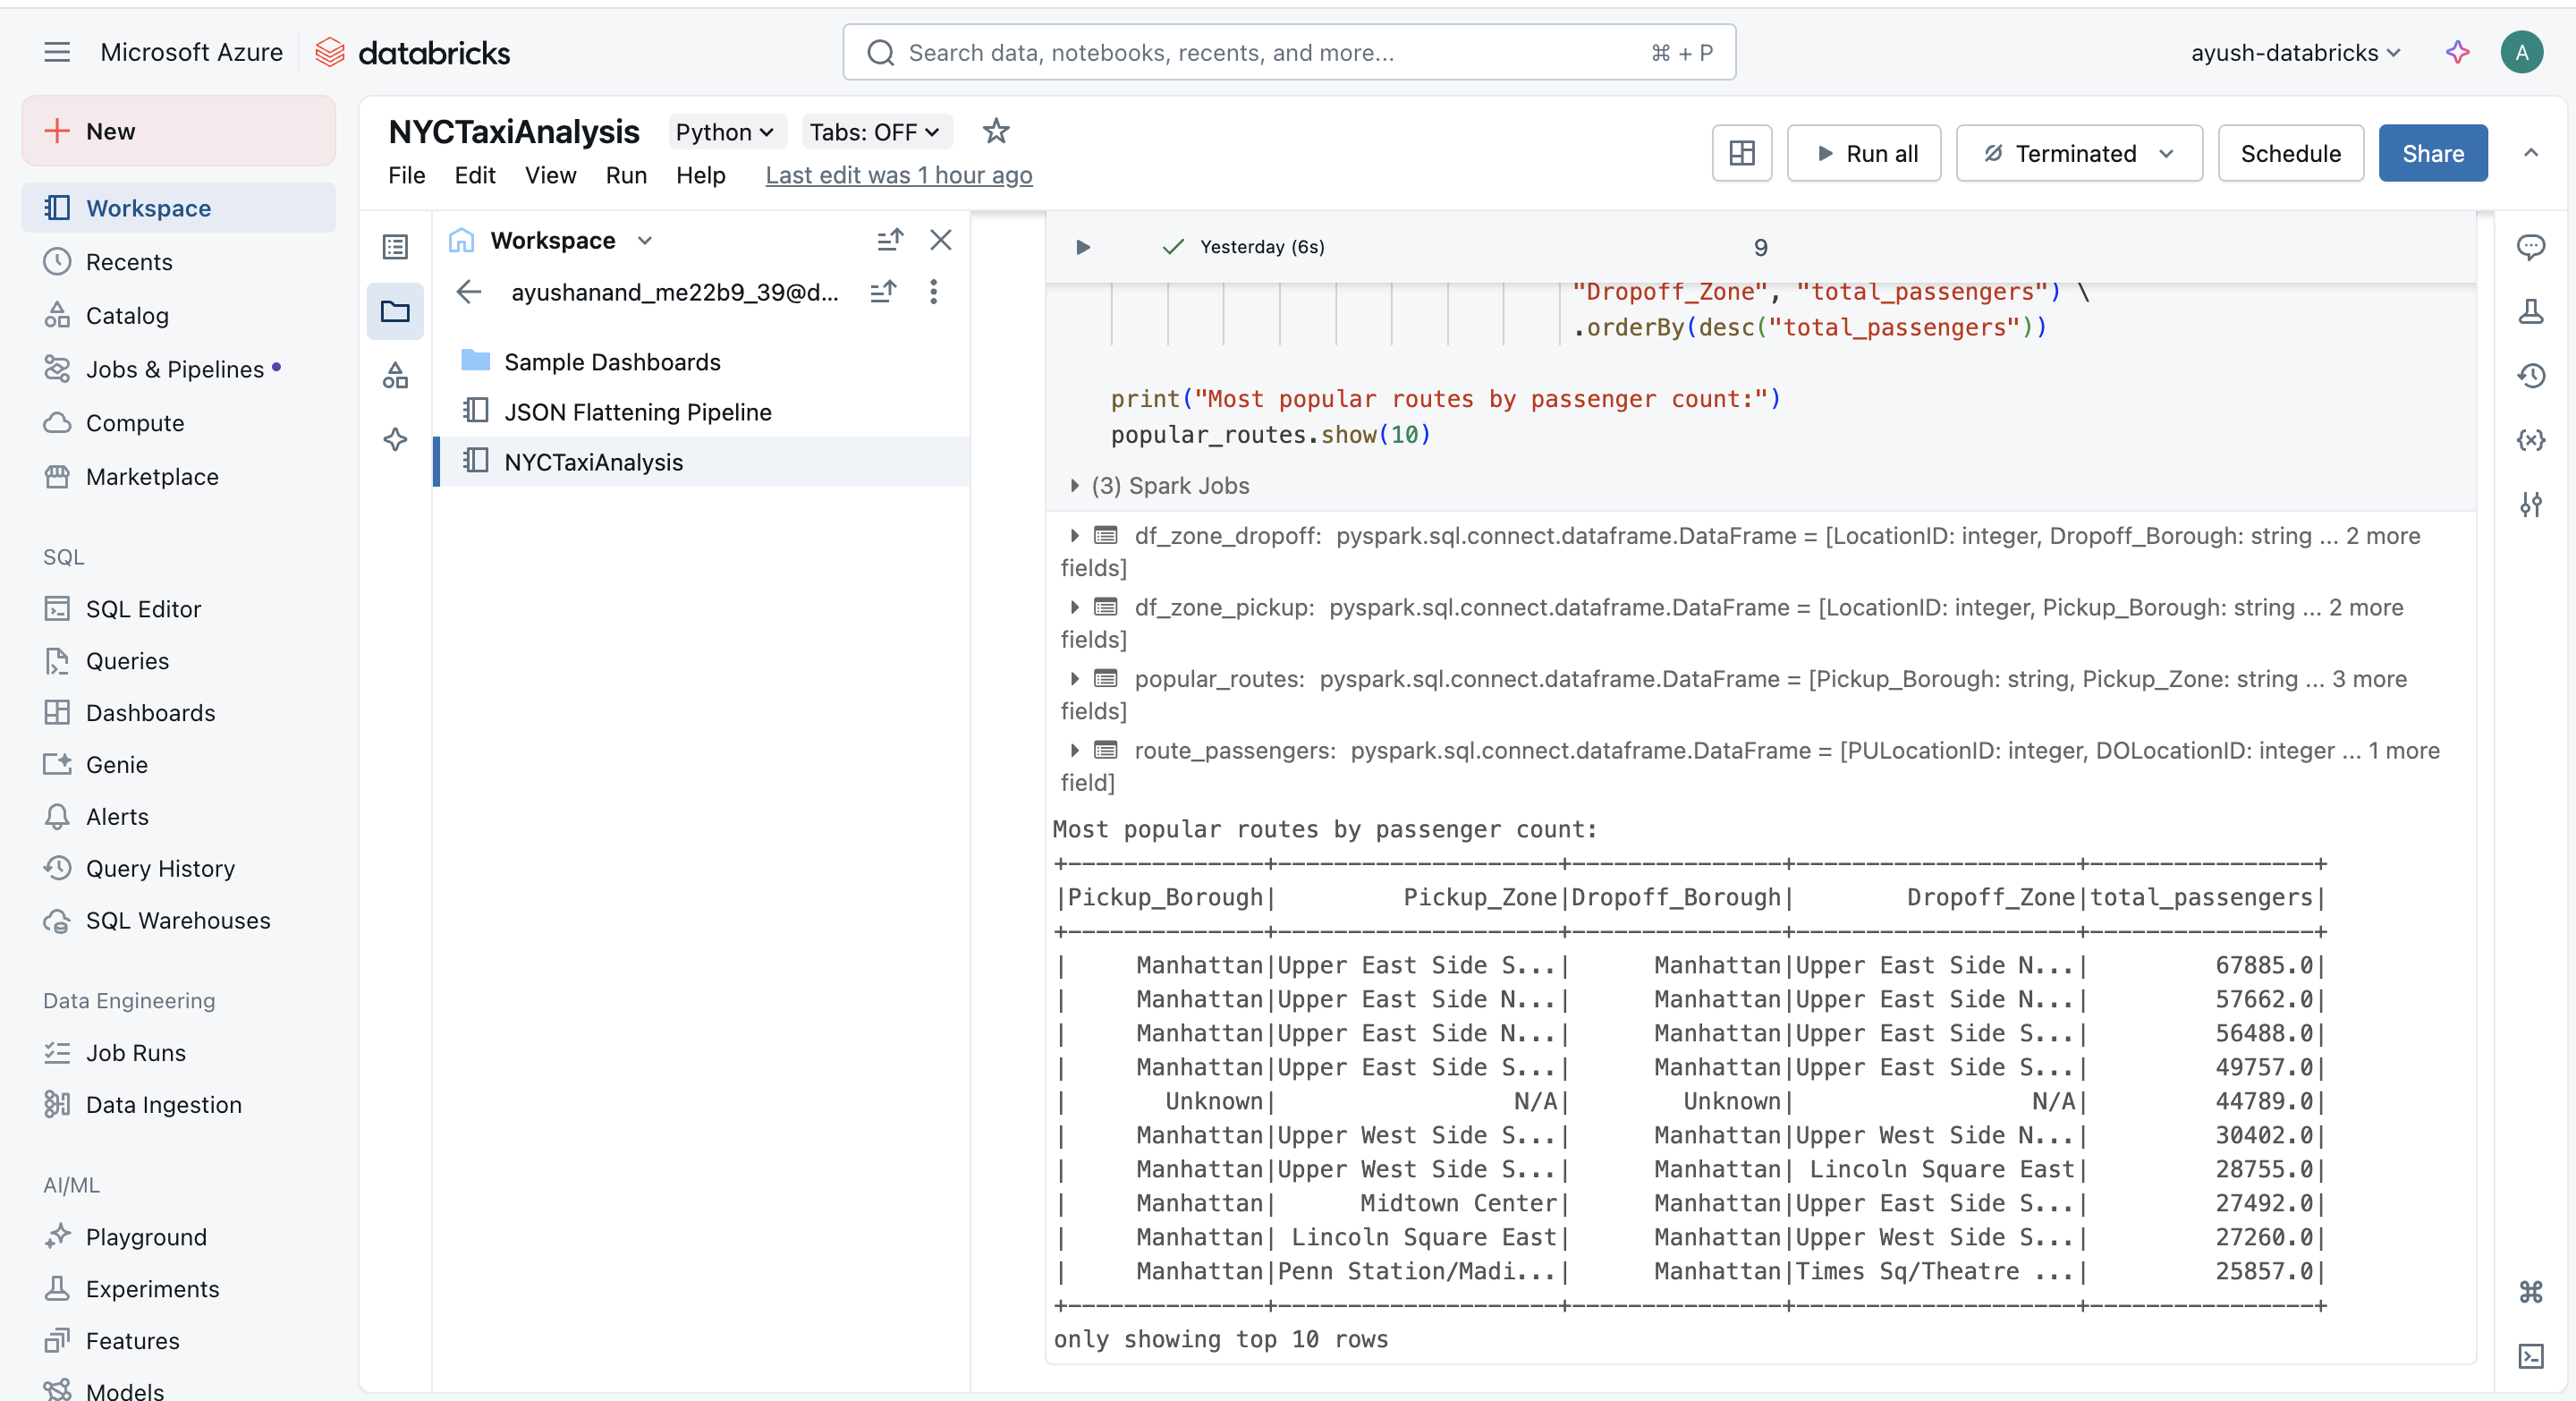 Microsoft Azure databricks
Search data, notebooks, recents, and more... ⌘ + P
ayush-databricks
A
New
Workspace
Recents
Catalog
Jobs & Pipelines
Compute
Marketplace
SQL
SQL Editor
Queries
Dashboards
Genie
Alerts
Query History
SQL Warehouses
Data Engineering
Job Runs
Data Ingestion
AI/ML
Playground
Experiments
Features
Models
NYCTaxiAnalysis Python Tabs: OFF
File Edit View Run Help Last edit was 1 hour ago
Run all Terminated Schedule Share
Workspace
ayushanand_me22b9_39@d...
Sample Dashboards
JSON Flattening Pipeline
NYCTaxiAnalysis
Yesterday (6s) 9
"Dropoff_Zone", "total_passengers") \
.orderBy(desc("total_passengers"))
print("Most popular routes by passenger count:")
popular_routes.show(10)
(3) Spark Jobs
df_zone_dropoff: pyspark.sql.connect.dataframe.DataFrame = [LocationID: integer, Dropoff_Borough: string ... 2 more
fields]
df_zone_pickup: pyspark.sql.connect.dataframe.DataFrame = [LocationID: integer, Pickup_Borough: string ... 2 more
fields]
popular_routes: pyspark.sql.connect.dataframe.DataFrame = [Pickup_Borough: string, Pickup_Zone: string ... 3 more
fields]
route_passengers: pyspark.sql.connect.dataframe.DataFrame = [PULocationID: integer, DOLocationID: integer ... 1 more
field]
Most popular routes by passenger count:
+--------------+--------------------+---------------+--------------------+----------------+
|Pickup_Borough|         Pickup_Zone|Dropoff_Borough|        Dropoff_Zone|total_passengers|
+--------------+--------------------+---------------+--------------------+----------------+
|     Manhattan|Upper East Side S...|      Manhattan|Upper East Side N...|         67885.0|
|     Manhattan|Upper East Side N...|      Manhattan|Upper East Side N...|         57662.0|
|     Manhattan|Upper East Side N...|      Manhattan|Upper East Side S...|         56488.0|
|     Manhattan|Upper East Side S...|      Manhattan|Upper East Side S...|         49757.0|
|       Unknown|                 N/A|        Unknown|                 N/A|         44789.0|
|     Manhattan|Upper West Side S...|      Manhattan|Upper West Side N...|         30402.0|
|     Manhattan|Upper West Side S...|      Manhattan| Lincoln Square East|         28755.0|
|     Manhattan|      Midtown Center|      Manhattan|Upper East Side S...|         27492.0|
|     Manhattan| Lincoln Square East|      Manhattan|Upper West Side S...|         27260.0|
|     Manhattan|Penn Station/Madi...|      Manhattan|Times Sq/Theatre ...|         25857.0|
+--------------+--------------------+---------------+--------------------+----------------+
only showing top 10 rows